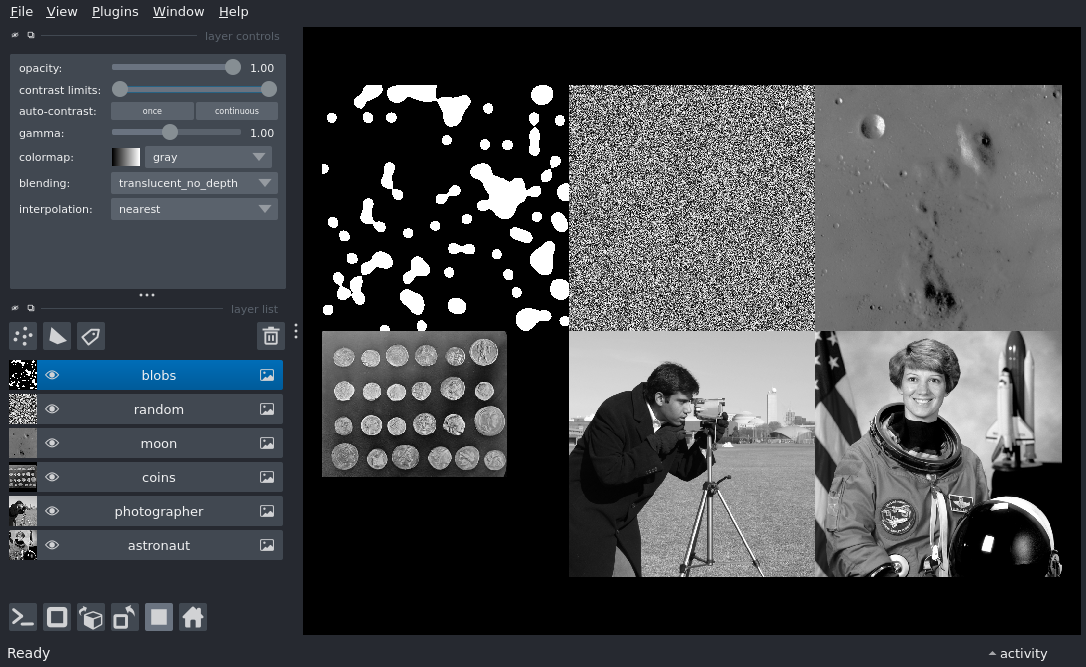 File View Plugins Window Help
layer controls
opacity: 1.00
contrast limits:
auto-contrast: once continuous
gamma: 1.00
colormap: gray
blending: translucent_no_depth
interpolation: nearest
layer list
blobs
random
moon
coins
photographer
astronaut
Ready
activity